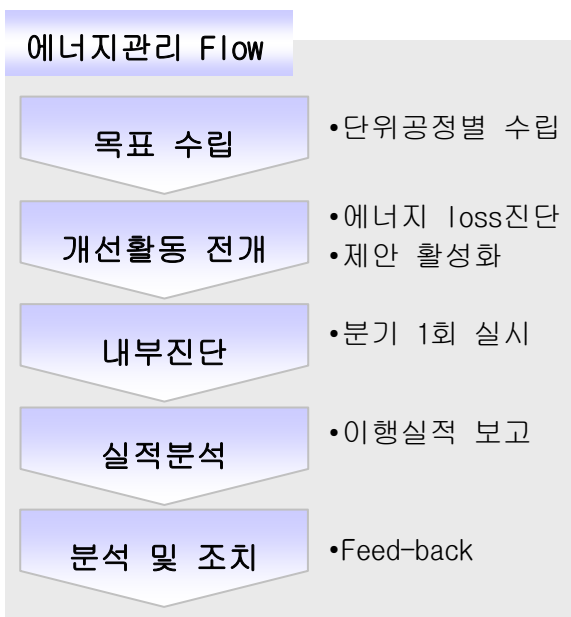 에너지관리 Flow
목표 수립
•단위공정별 수립
개선활동 전개
•에너지 loss진단
•제안 활성화
내부진단
•분기 1회 실시
실적분석
•이행실적 보고
분석 및 조치
•Feed-back